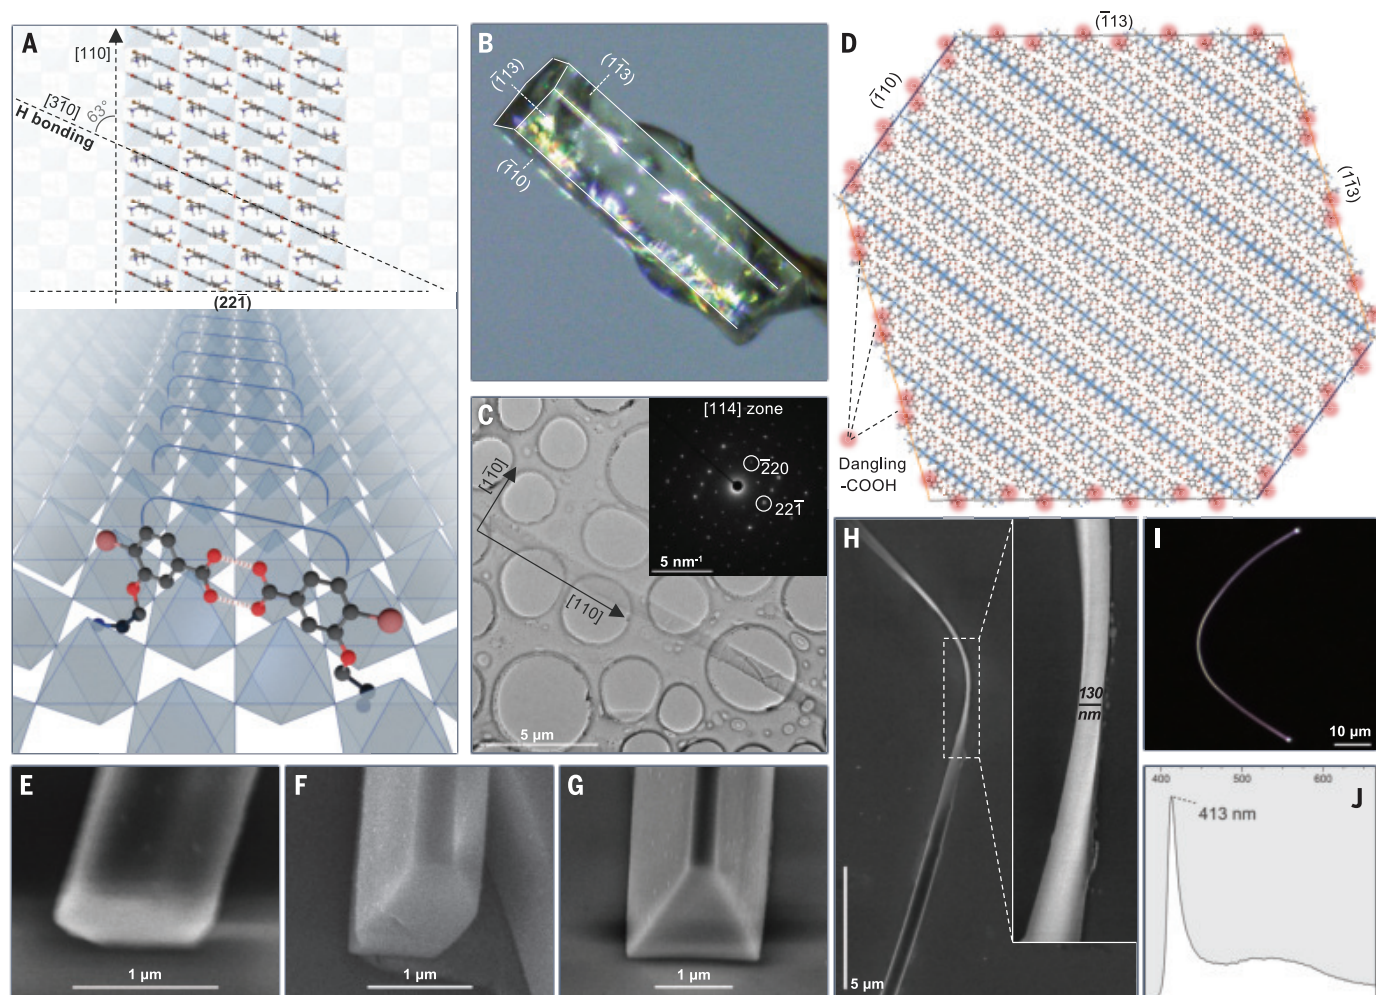 A
[110]
[31̅0]
63°
H bonding
(221̅)
B
(1̅13)
(11̅3)
(1̅10)
C
[114] zone
2̅20
221̅
5 nm⁻¹
[11̅0]
[110]
5 µm
D
(1̅13)
(1̅10)
(11̅3)
Dangling
-COOH
E
1 µm
F
1 µm
G
1 µm
H
130
nm
5 µm
I
10 µm
400
500
600
J
413 nm